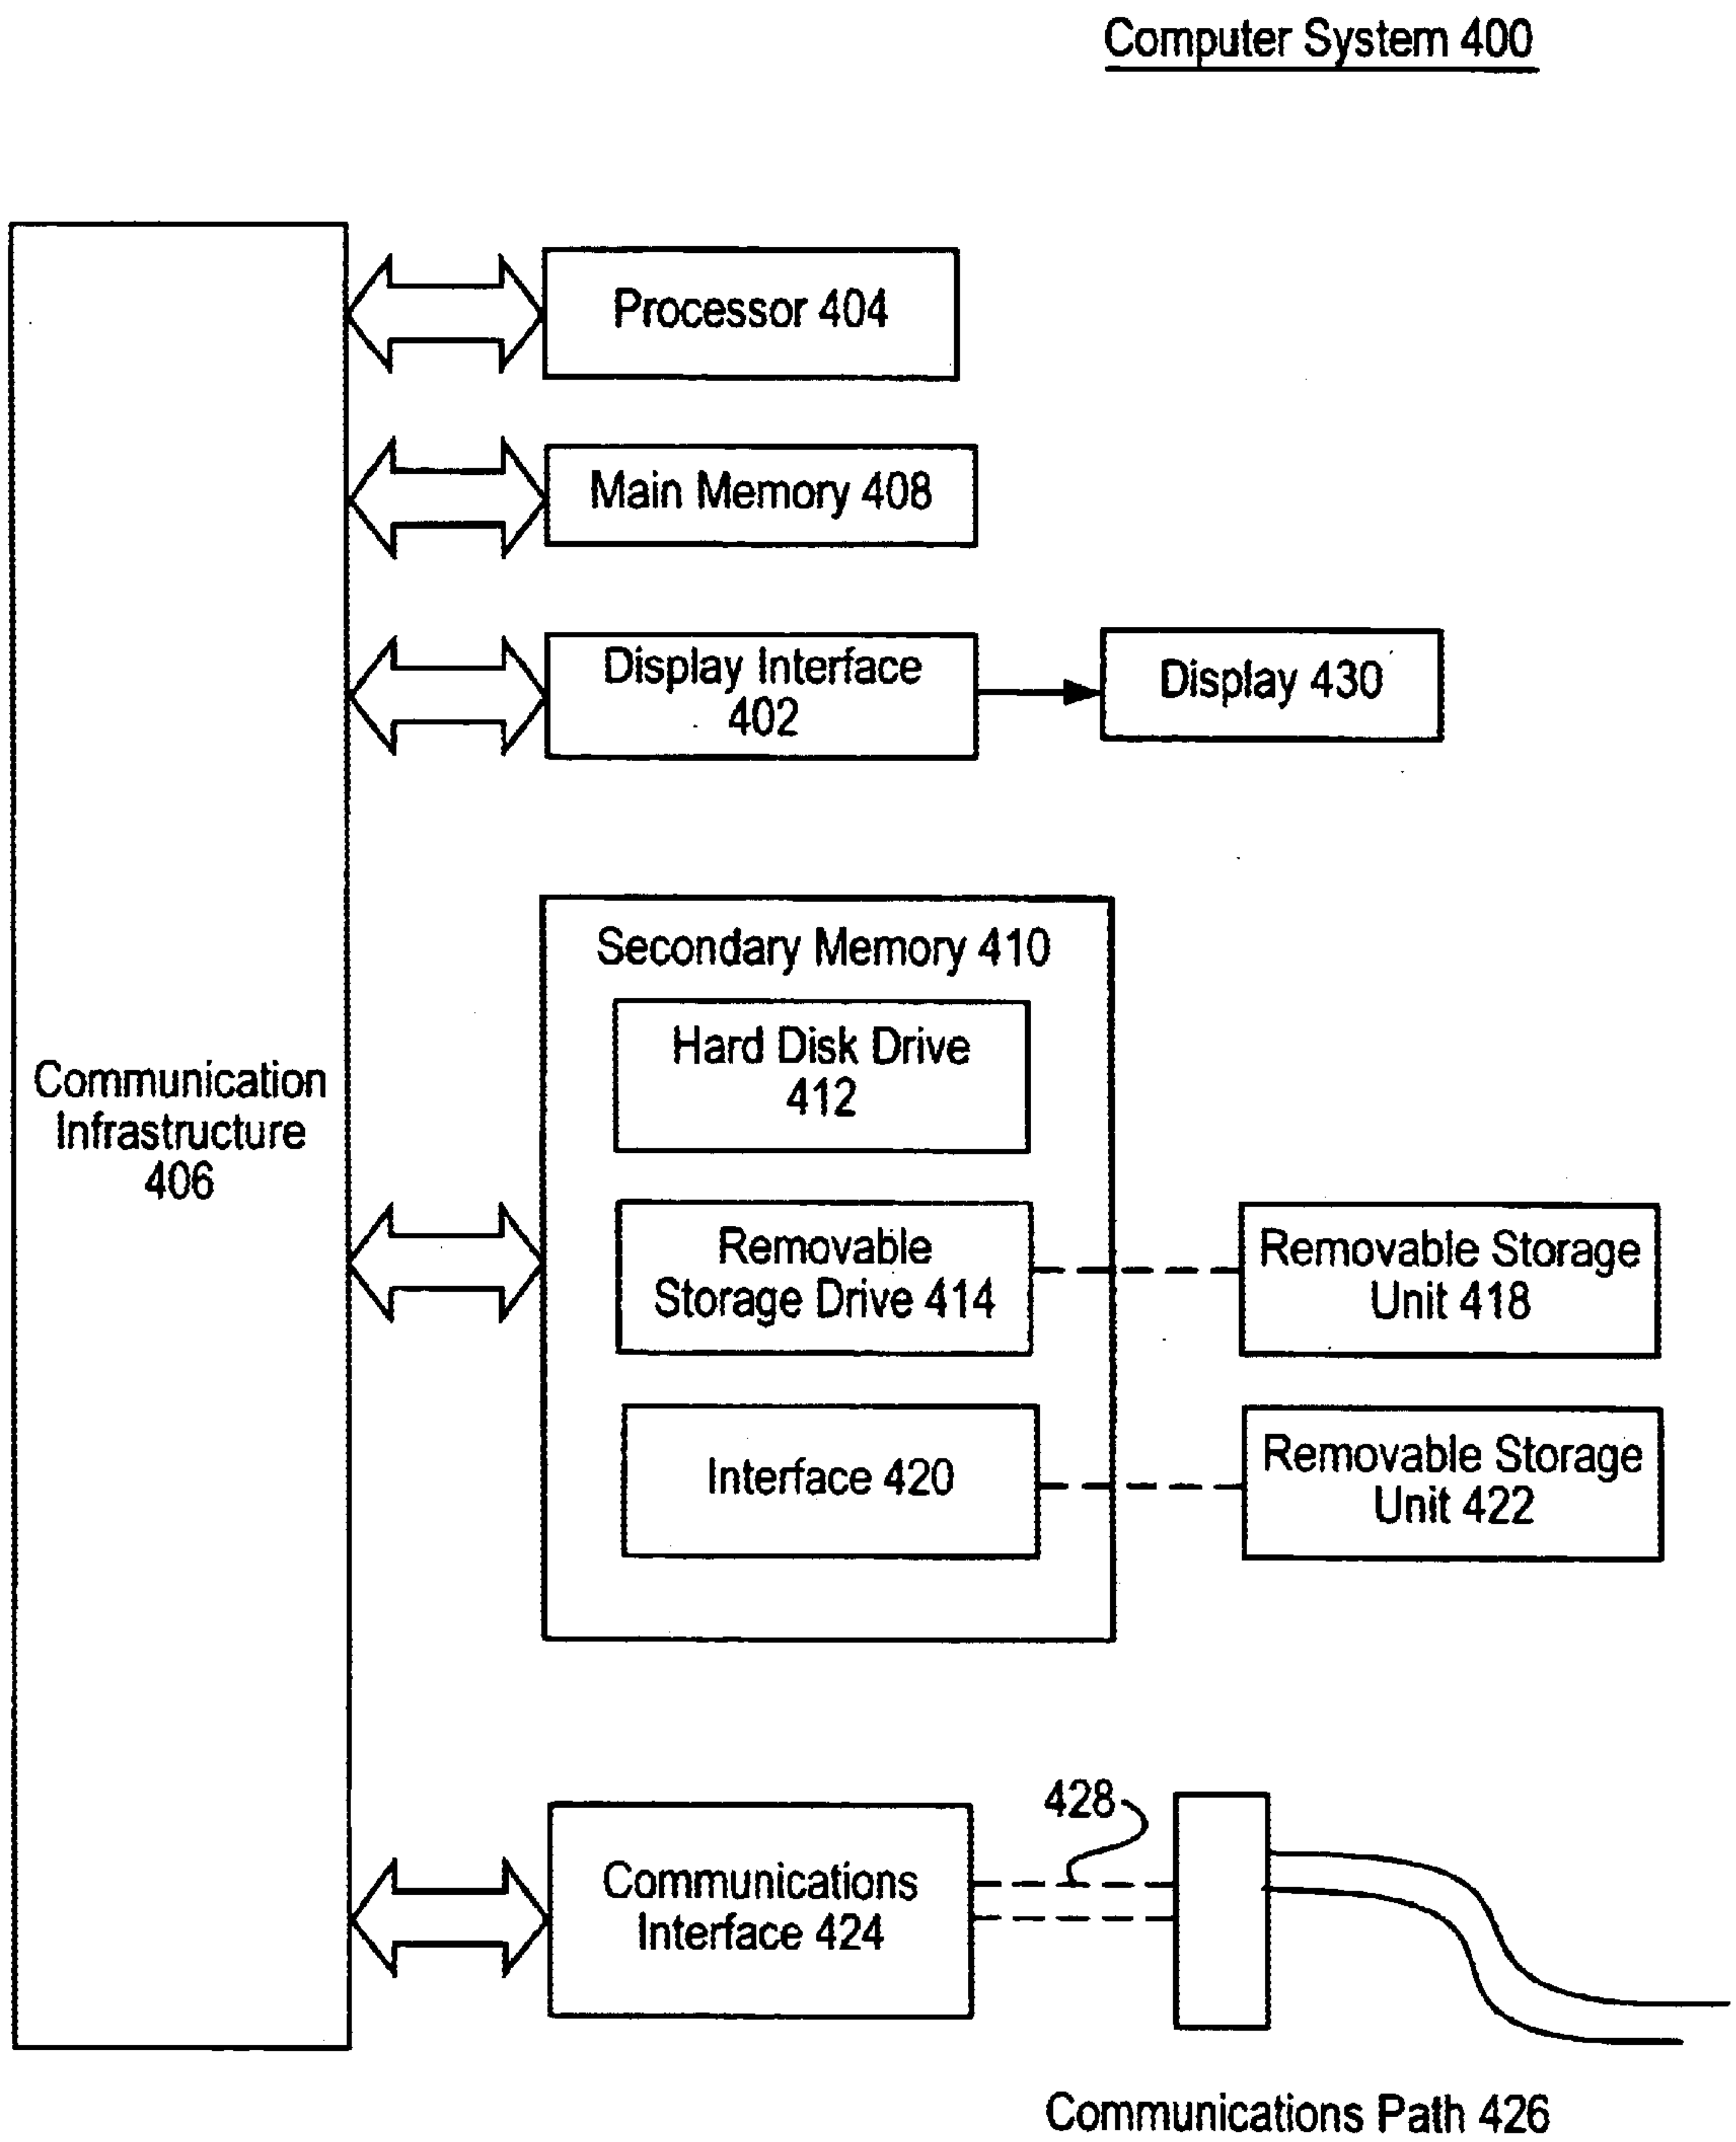 Computer System 400
Processor 404
Main Memory 408
Display Interface
402
Display 430
Secondary Memory 410
Hard Disk Drive
412
Communication
Infrastructure
406
Removable
Storage Drive 414
Removable Storage
Unit 418
Interface 420
Removable Storage
Unit 422
428
Communications
Interface 424
Communications Path 426